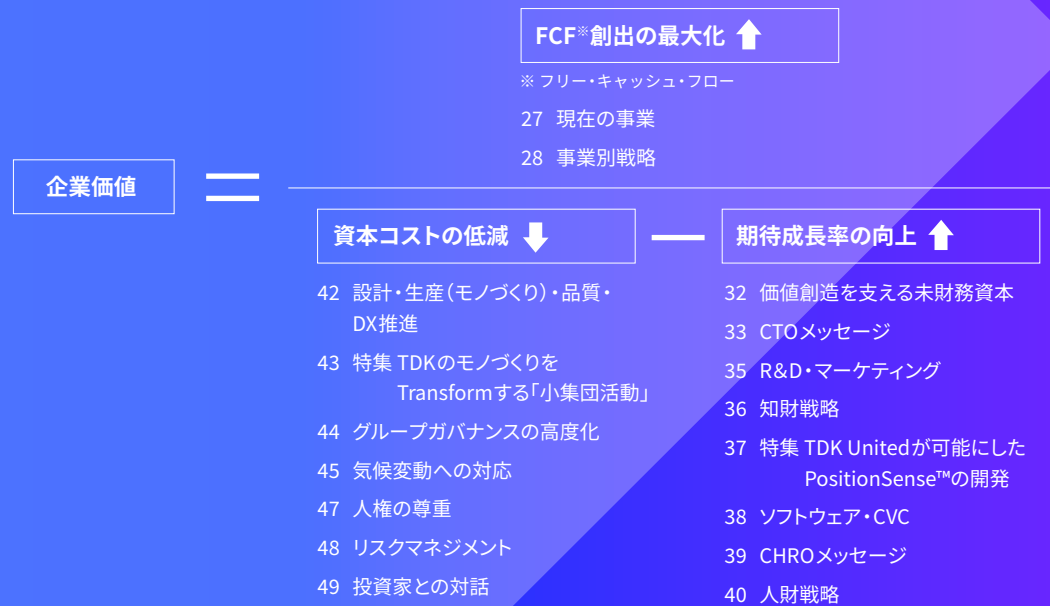 FCF※創出の最大化
※ フリー・キャッシュ・フロー
27 現在の事業
28 事業別戦略
企業価値
資本コストの低減
42 設計・生産（モノづくり）・品質・
DX推進
43 特集 TDKのモノづくりを
Transformする「小集団活動」
44 グループガバナンスの高度化
45 気候変動への対応
47 人権の尊重
48 リスクマネジメント
49 投資家との対話
期待成長率の向上
32 価値創造を支える未財務資本
33 CTOメッセージ
35 R&D・マーケティング
36 知財戦略
37 特集 TDK Unitedが可能にした
PositionSense™の開発
38 ソフトウェア・CVC
39 CHROメッセージ
40 人財戦略